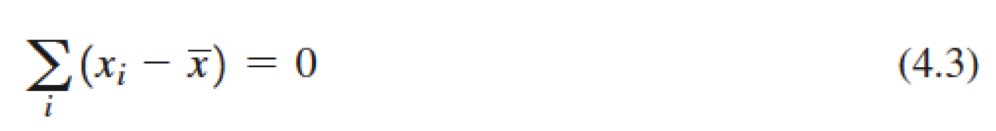 ∑ᵢ(xᵢ − x̄) = 0 (4.3)